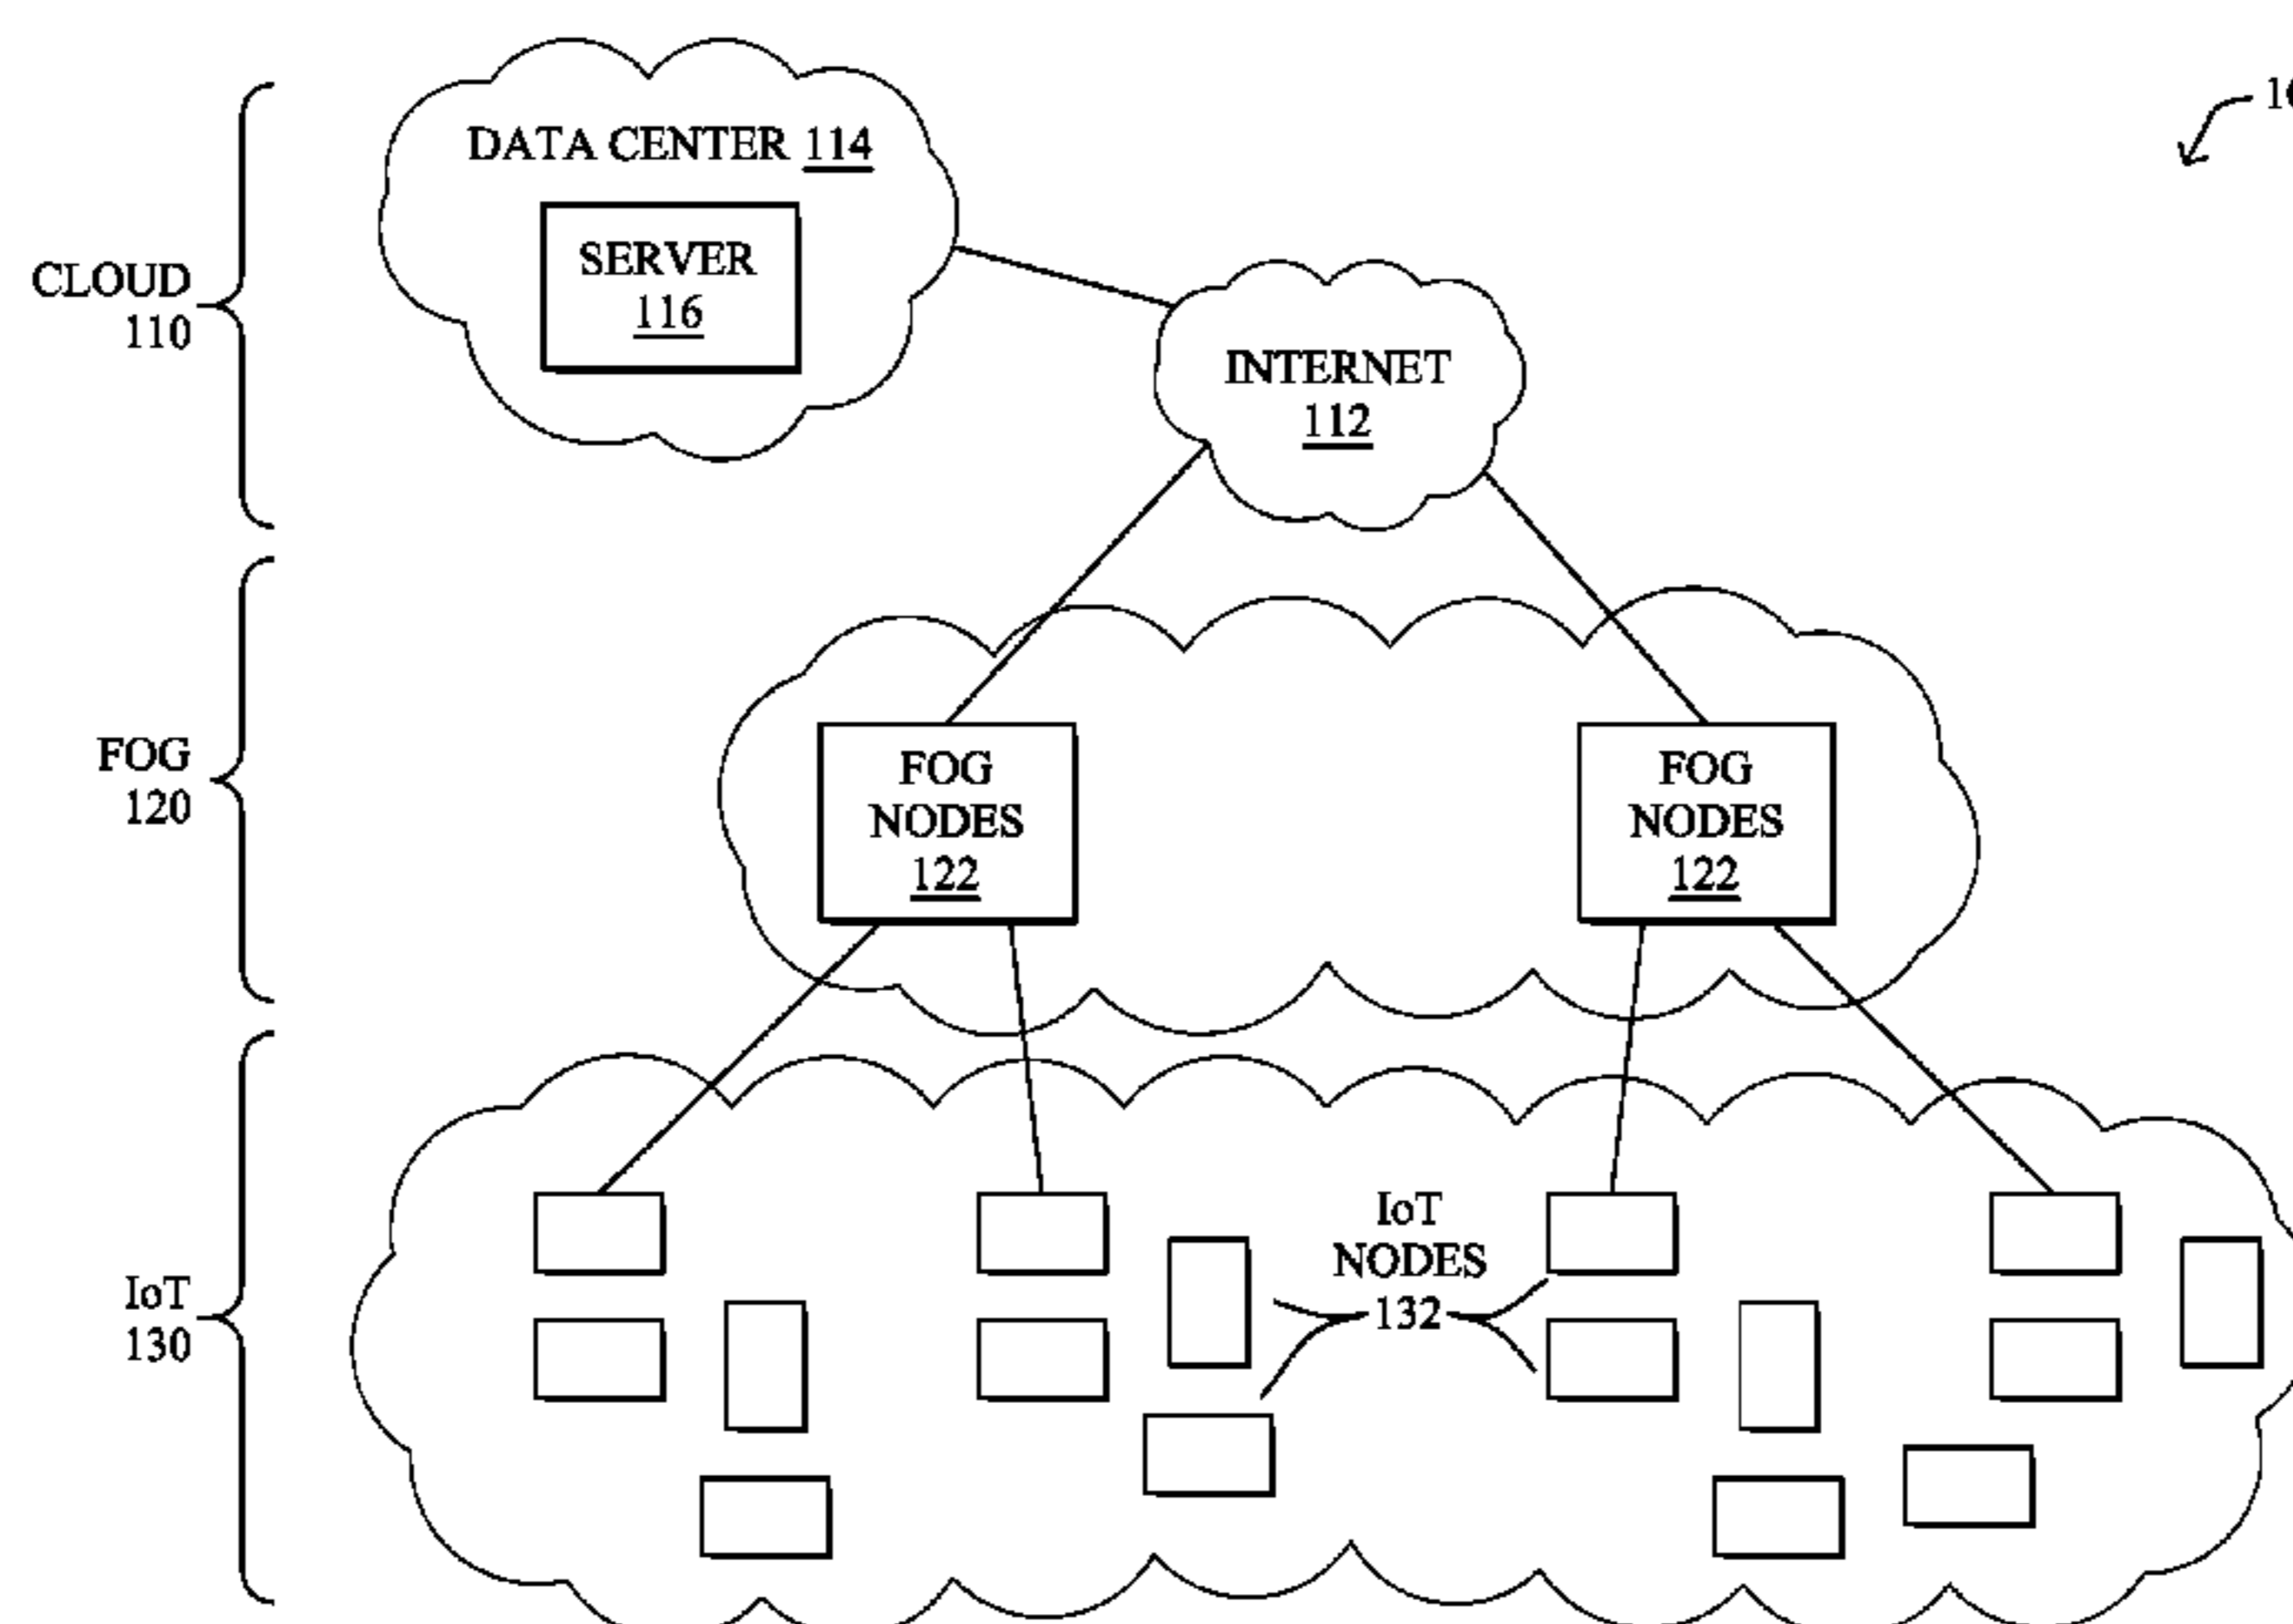 DATA CENTER 114
SERVER
116
CLOUD
110
INTERNET
112
FOG
120
FOG
NODES
122
FOG
NODES
122
IoT
130
IoT
NODES
132